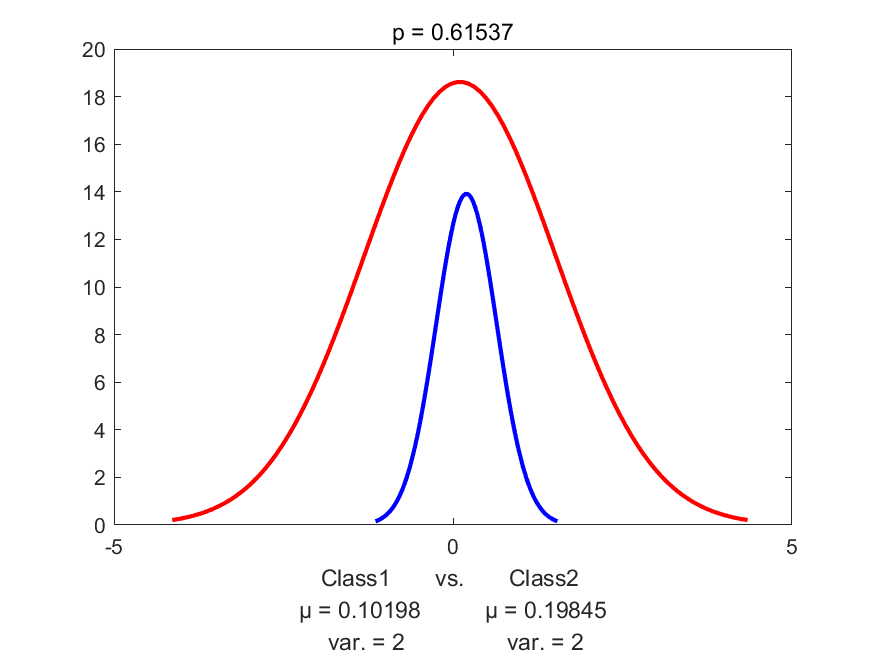 p = 0.61537
20
18
16
14
12
10
8
6
4
2
0
-5 0 5
Class1 vs. Class2
μ = 0.10198 μ = 0.19845
var. = 2 var. = 2